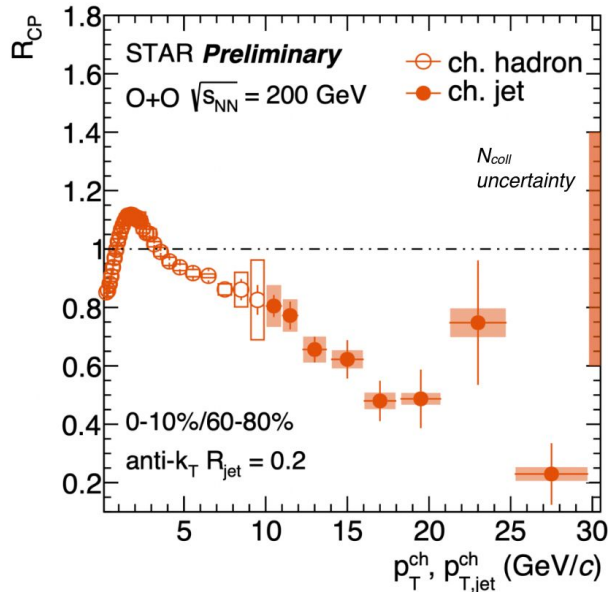 R_CP
1.8
1.6
1.4
1.2
1
0.8
0.6
0.4
0.2
STAR Preliminary
O+O √s_NN = 200 GeV
ch. hadron
ch. jet
N_coll
uncertainty
0-10%/60-80%
anti-k_T R_jet = 0.2
5 10 15 20 25 30
p_T^ch, p_T,jet^ch (GeV/c)